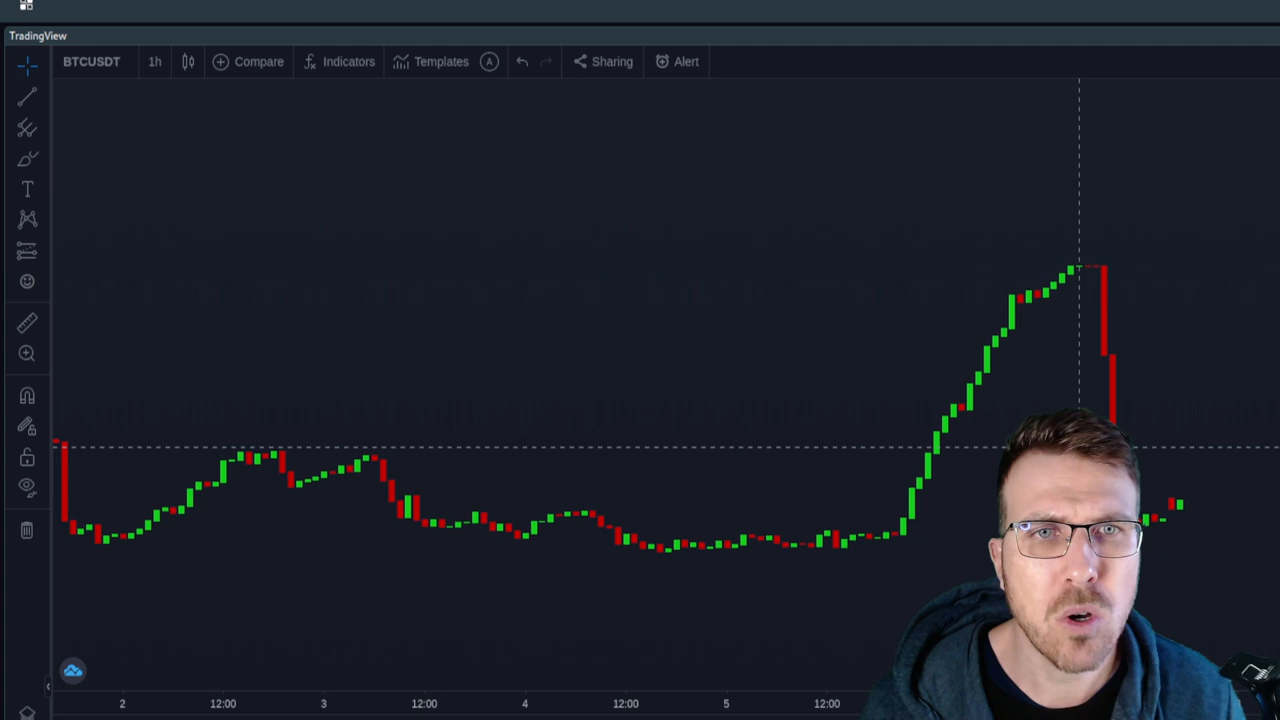 TradingView
BTCUSDT 1h Compare Indicators Templates A Sharing Alert
2 12:00 3 12:00 4 12:00 5 12:00